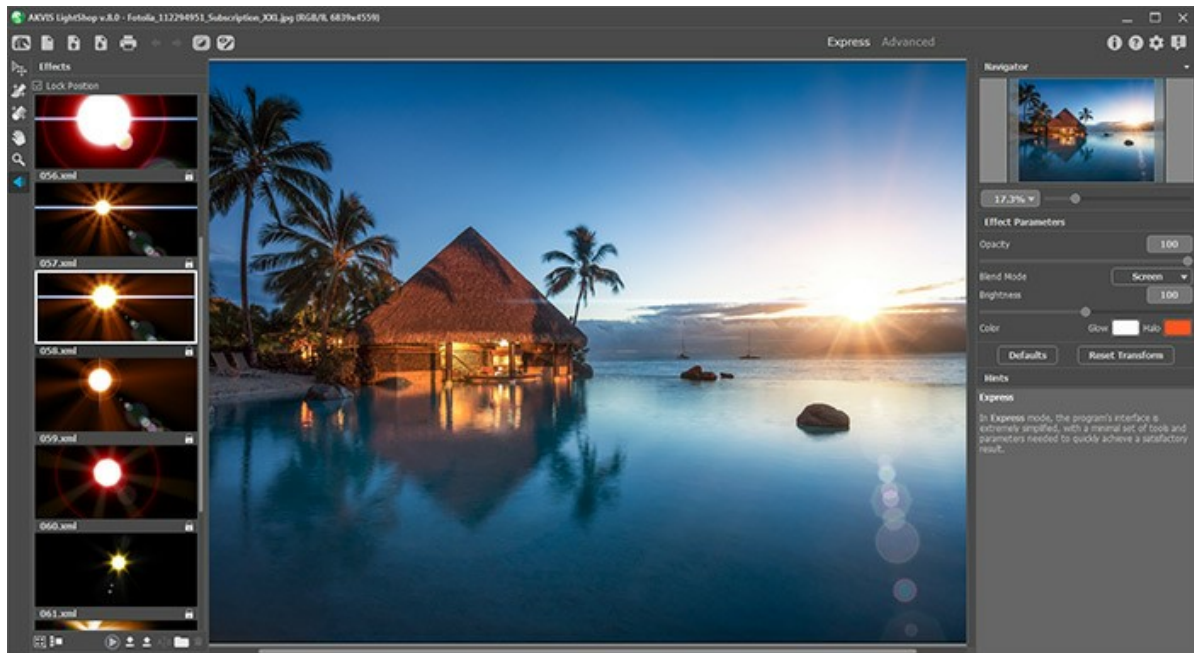 AKVIS LightShop v.8.0 - Fotolia_112294951_Subscription_XXL.jpg (RGB/8, 6839x4559)
Express Advanced
Effects
Lock Position
056.xml
057.xml
058.xml
059.xml
060.xml
061.xml
Navigator
17.3%
Effect Parameters
Opacity 100
Blend Mode Screen
Brightness 100
Color Glow Halo
Defaults Reset Transform
Hints
Express
In Express mode, the program's interface is
extremely simplified, with a minimal set of tools and
parameters needed to quickly achieve a satisfactory
result.